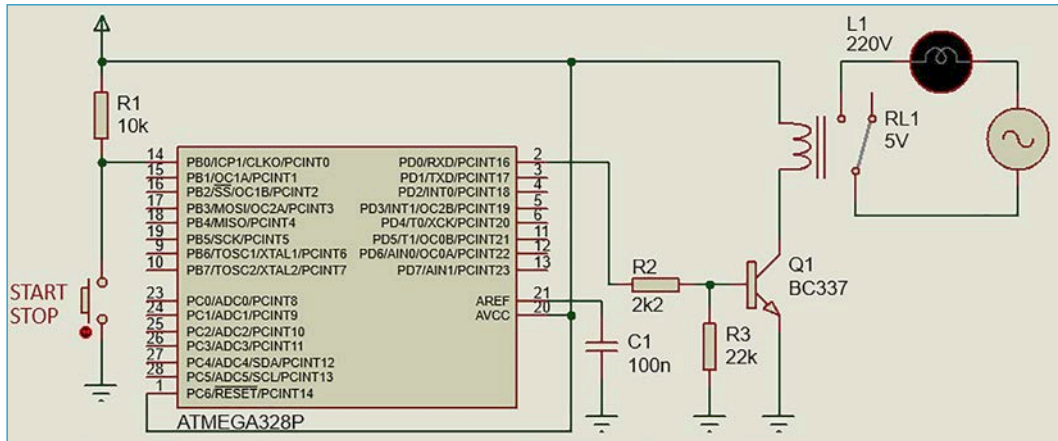 L1
220V
R1
10k
RL1
5V
14 PB0/ICP1/CLKO/PCINT0
15 PB1/OC1A/PCINT1
16 PB2/SS/OC1B/PCINT2
17 PB3/MOSI/OC2A/PCINT3
18 PB4/MISO/PCINT4
19 PB5/SCK/PCINT5
9 PB6/TOSC1/XTAL1/PCINT6
10 PB7/TOSC2/XTAL2/PCINT7
23 PC0/ADC0/PCINT8
24 PC1/ADC1/PCINT9
25 PC2/ADC2/PCINT10
26 PC3/ADC3/PCINT11
27 PC4/ADC4/SDA/PCINT12
28 PC5/ADC5/SCL/PCINT13
1 PC6/RESET/PCINT14
PD0/RXD/PCINT16 2
PD1/TXD/PCINT17 3
PD2/INT0/PCINT18 4
PD3/INT1/OC2B/PCINT19 5
PD4/T0/XCK/PCINT20 6
PD5/T1/OC0B/PCINT21 11
PD6/AIN0/OC0A/PCINT22 12
PD7/AIN1/PCINT23 13
AREF 21
AVCC 20
ATMEGA328P
START
STOP
R2
2k2
Q1
BC337
R3
22k
C1
100n